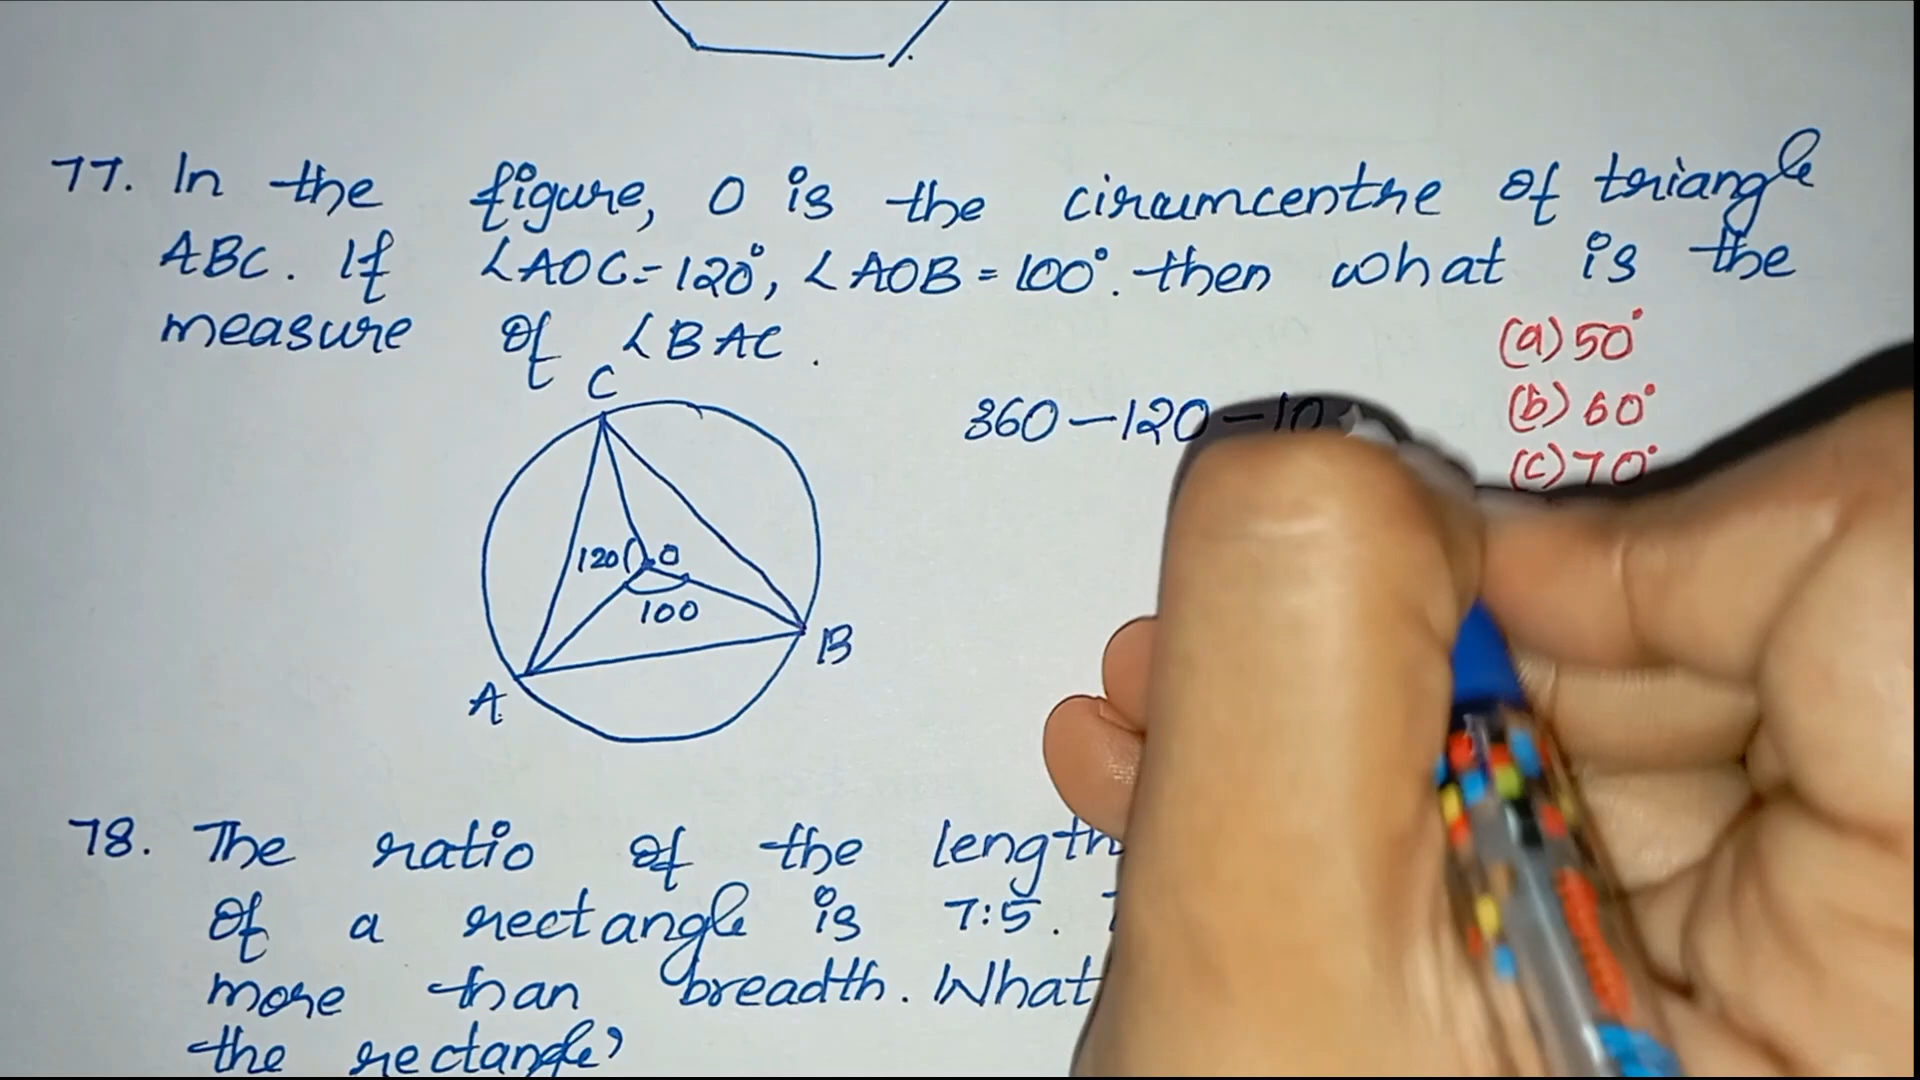 77. In the figure, O is the circumcentre of triangle
ABC. If ∠AOC=120°, ∠AOB=100°. then what is the
measure of ∠BAC.
(a) 50°
(b) 60°
(c) 70°
360-120-10
C
120
O
100
B
A
78. The ratio of the length
of a rectangle is 7:5.
more than breadth. What
the rectangle?